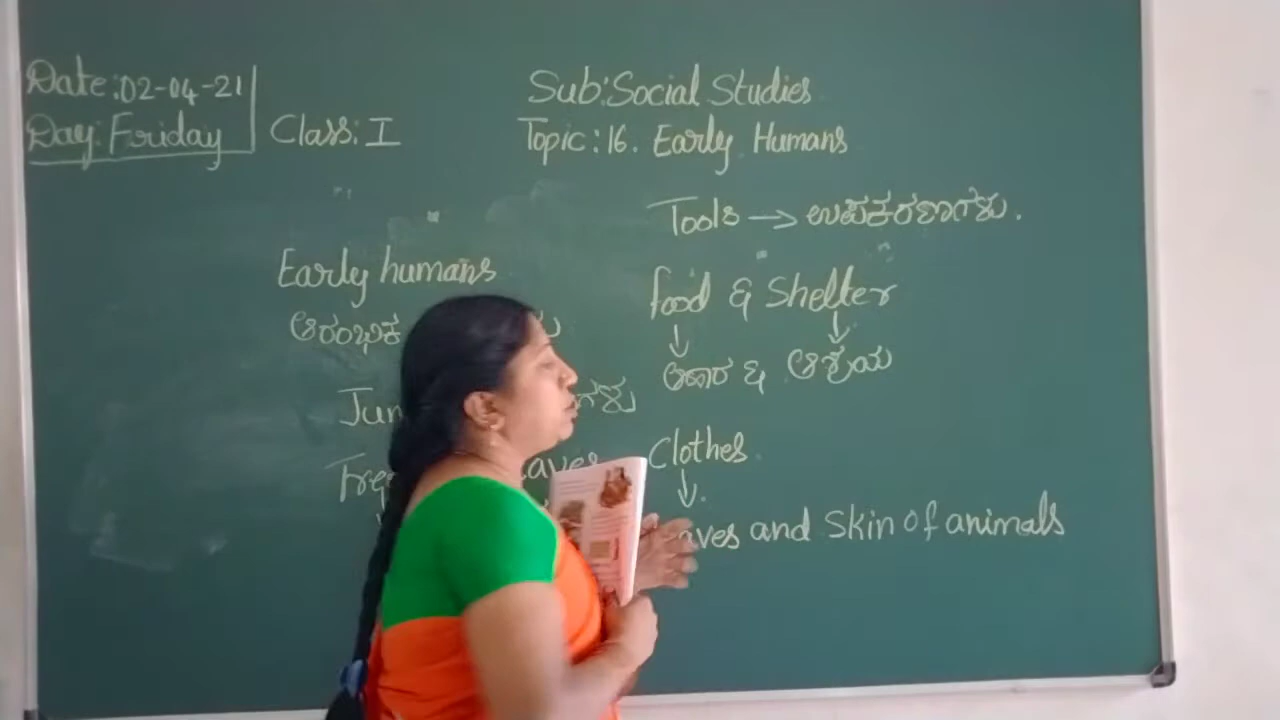 Date: 02-04-21
Day: Friday
Class: I
Sub: Social Studies
Topic: 16. Early Humans
Early humans
ಆರಂಭಿಕ
Tools → ಉಪಕರಣಗಳು.
food & Shelter
↓ ↓
ಆಹಾರ & ಆಶ್ರಯ
Clothes
↓
and Skin of animals